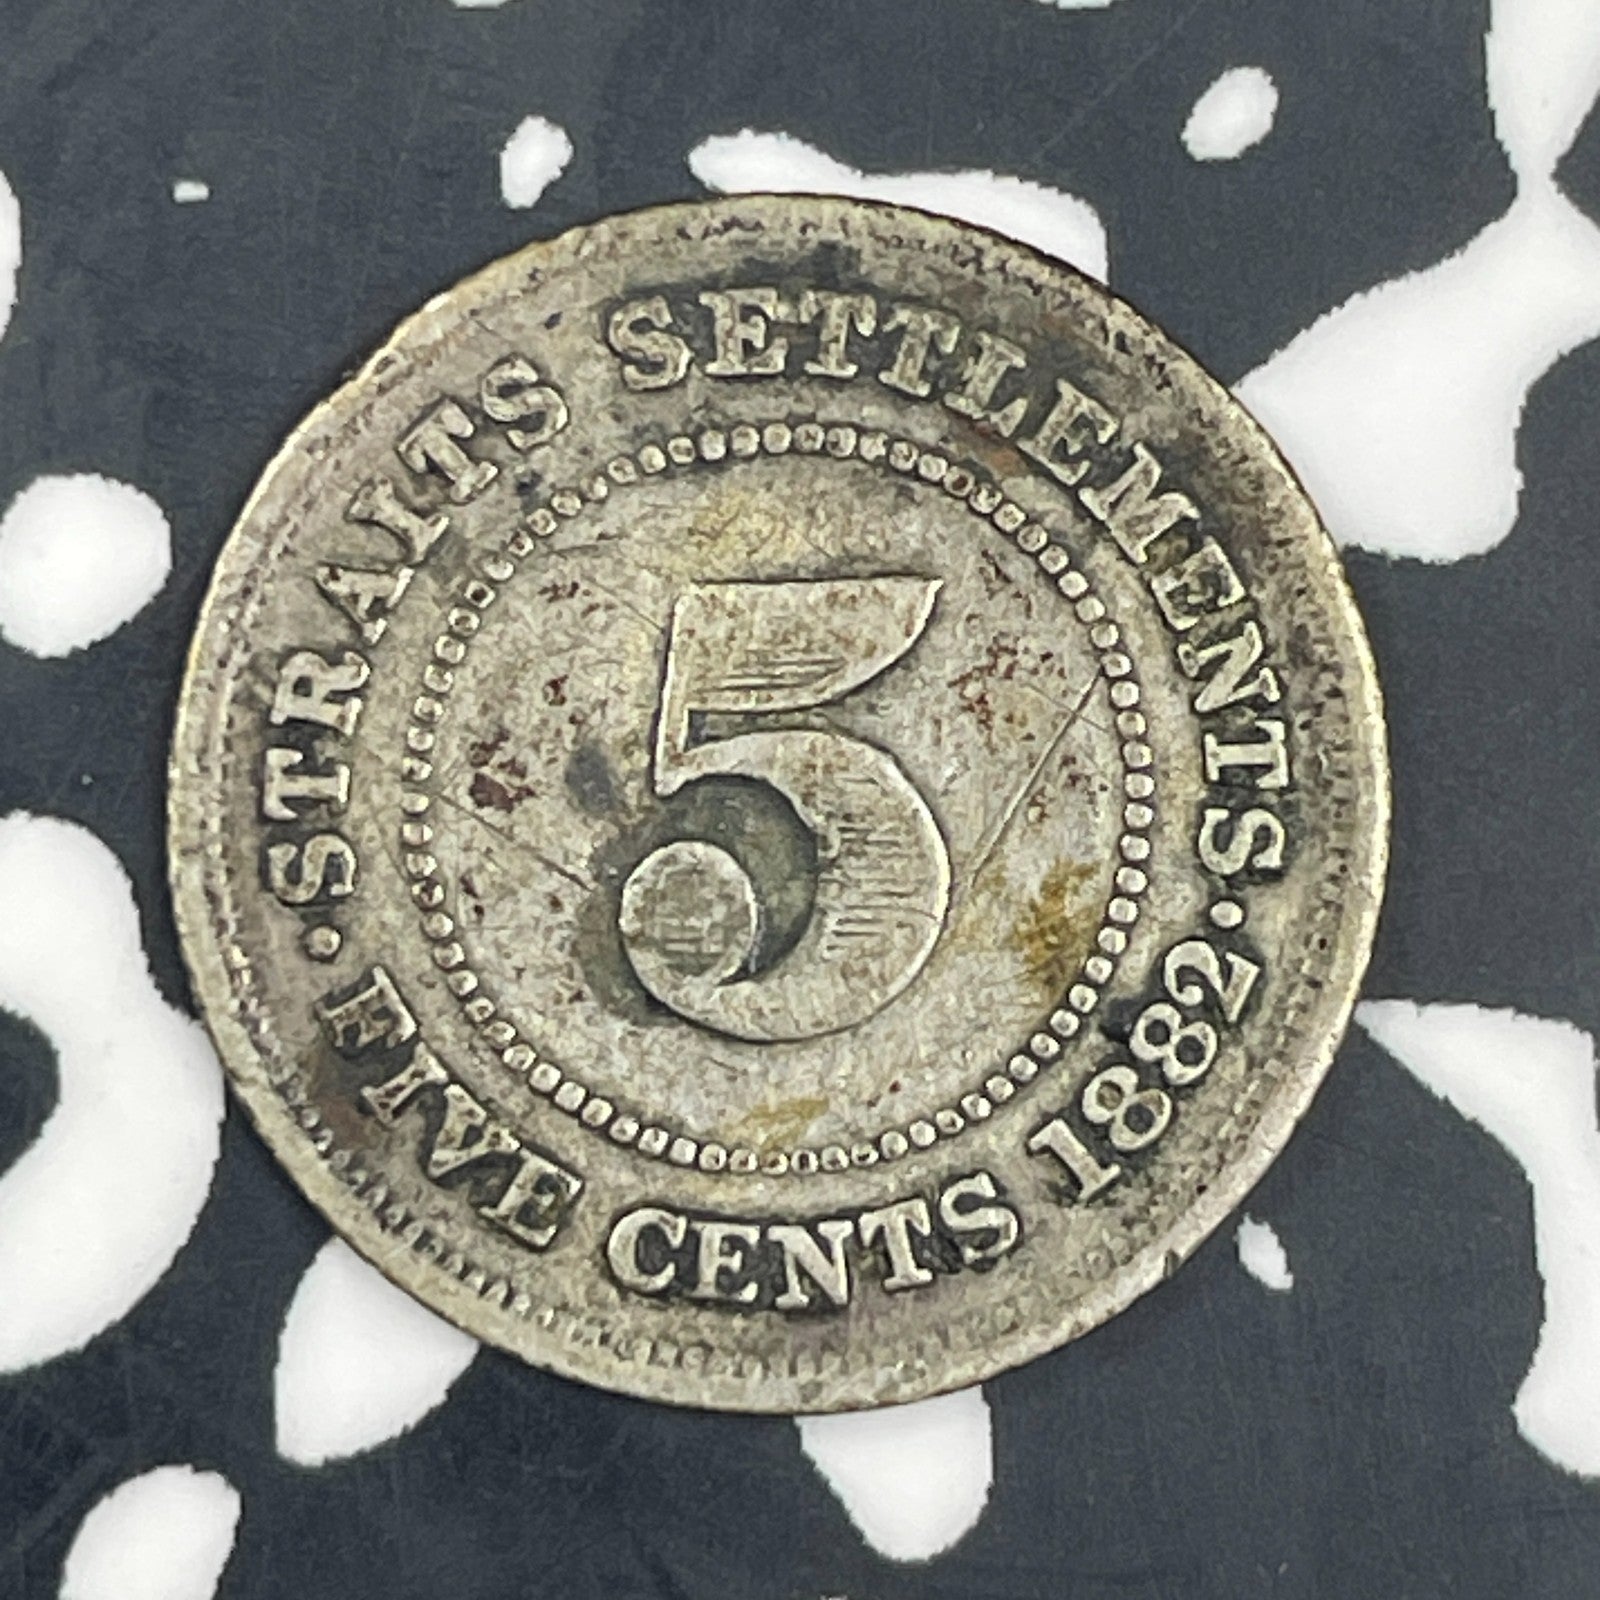 · STRAITS SETTLEMENTS ·
FIVE CENTS 1882
5